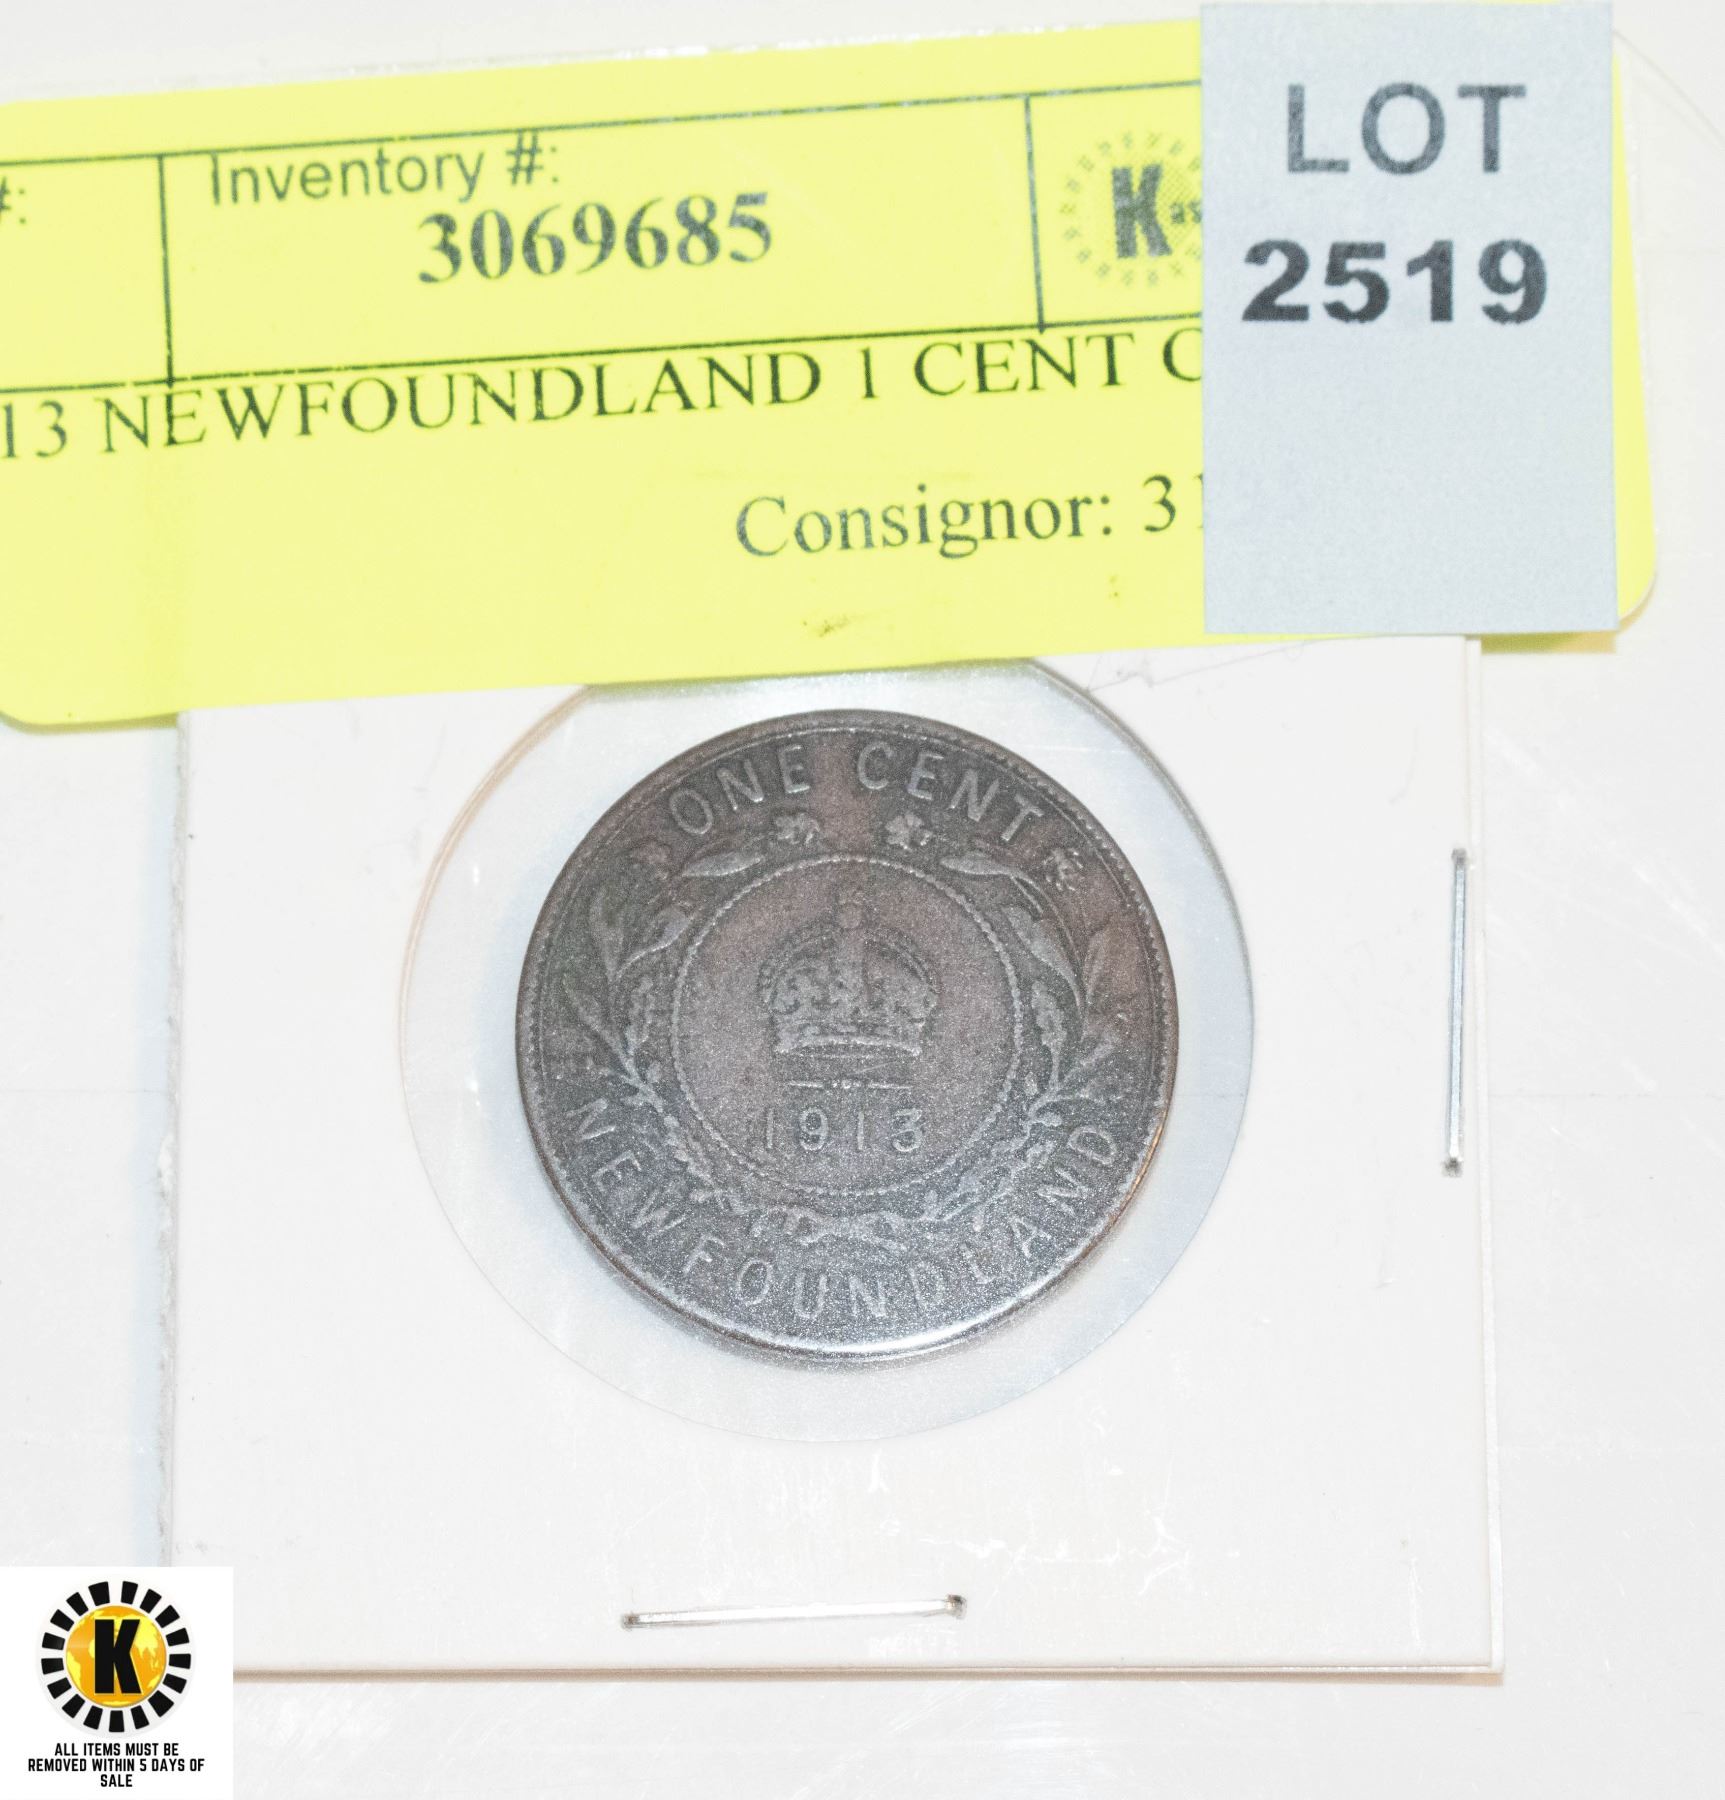 LOT
2519
#:
Inventory #:
3069685
K
13 NEWFOUNDLAND 1 CENT
Consignor:
ONE CENT
1913
NEWFOUNDLAND
K
ALL ITEMS MUST BE
REMOVED WITHIN 5 DAYS OF
SALE